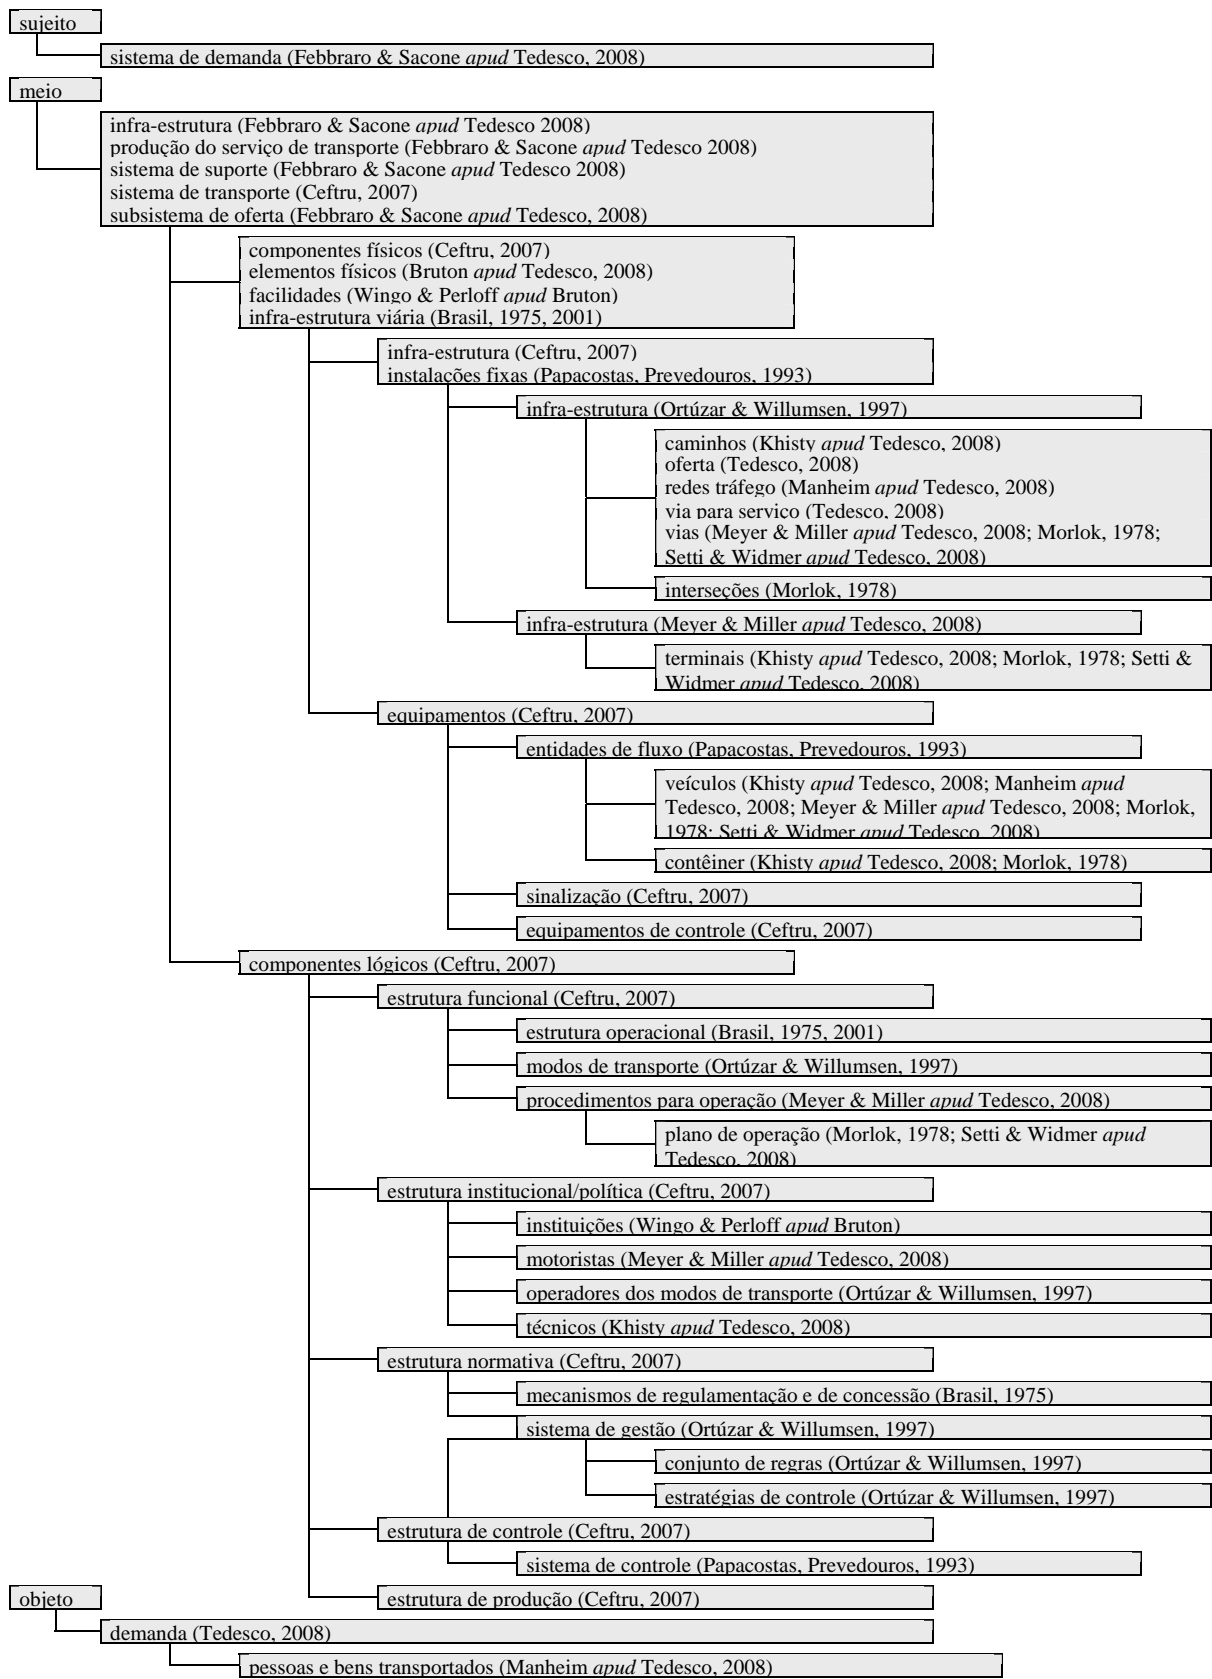 sujeito
sistema de demanda (Febbraro & Sacone apud Tedesco, 2008)
meio
infra-estrutura (Febbraro & Sacone apud Tedesco 2008)
produção do serviço de transporte (Febbraro & Sacone apud Tedesco 2008)
sistema de suporte (Febbraro & Sacone apud Tedesco 2008)
sistema de transporte (Ceftru, 2007)
subsistema de oferta (Febbraro & Sacone apud Tedesco, 2008)
componentes físicos (Ceftru, 2007)
elementos físicos (Bruton apud Tedesco, 2008)
facilidades (Wingo & Perloff apud Bruton)
infra-estrutura viária (Brasil, 1975, 2001)
infra-estrutura (Ceftru, 2007)
instalações fixas (Papacostas, Prevedouros, 1993)
infra-estrutura (Ortúzar & Willumsen, 1997)
caminhos (Khisty apud Tedesco, 2008)
oferta (Tedesco, 2008)
redes tráfego (Manheim apud Tedesco, 2008)
via para serviço (Tedesco, 2008)
vias (Meyer & Miller apud Tedesco, 2008; Morlok, 1978;
Setti & Widmer apud Tedesco, 2008)
interseções (Morlok, 1978)
infra-estrutura (Meyer & Miller apud Tedesco, 2008)
terminais (Khisty apud Tedesco, 2008; Morlok, 1978; Setti &
Widmer apud Tedesco, 2008)
equipamentos (Ceftru, 2007)
entidades de fluxo (Papacostas, Prevedouros, 1993)
veículos (Khisty apud Tedesco, 2008; Manheim apud
Tedesco, 2008; Meyer & Miller apud Tedesco, 2008; Morlok,
1978; Setti & Widmer apud Tedesco, 2008)
contêiner (Khisty apud Tedesco, 2008; Morlok, 1978)
sinalização (Ceftru, 2007)
equipamentos de controle (Ceftru, 2007)
componentes lógicos (Ceftru, 2007)
estrutura funcional (Ceftru, 2007)
estrutura operacional (Brasil, 1975, 2001)
modos de transporte (Ortúzar & Willumsen, 1997)
procedimentos para operação (Meyer & Miller apud Tedesco, 2008)
plano de operação (Morlok, 1978; Setti & Widmer apud
Tedesco, 2008)
estrutura institucional/política (Ceftru, 2007)
instituições (Wingo & Perloff apud Bruton)
motoristas (Meyer & Miller apud Tedesco, 2008)
operadores dos modos de transporte (Ortúzar & Willumsen, 1997)
técnicos (Khisty apud Tedesco, 2008)
estrutura normativa (Ceftru, 2007)
mecanismos de regulamentação e de concessão (Brasil, 1975)
sistema de gestão (Ortúzar & Willumsen, 1997)
conjunto de regras (Ortúzar & Willumsen, 1997)
estratégias de controle (Ortúzar & Willumsen, 1997)
estrutura de controle (Ceftru, 2007)
sistema de controle (Papacostas, Prevedouros, 1993)
estrutura de produção (Ceftru, 2007)
objeto
demanda (Tedesco, 2008)
pessoas e bens transportados (Manheim apud Tedesco, 2008)